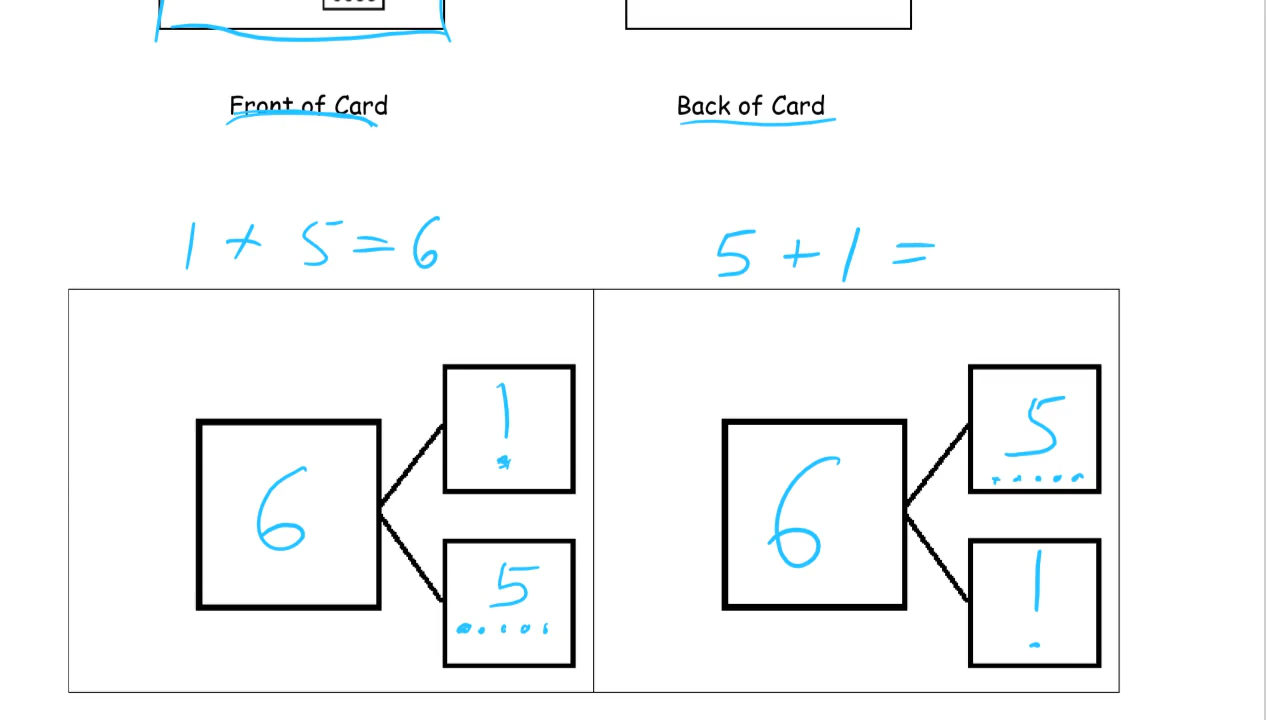 Front of Card Back of Card
1 + 5 = 6 5 + 1 =
1 5
6 6
5 1